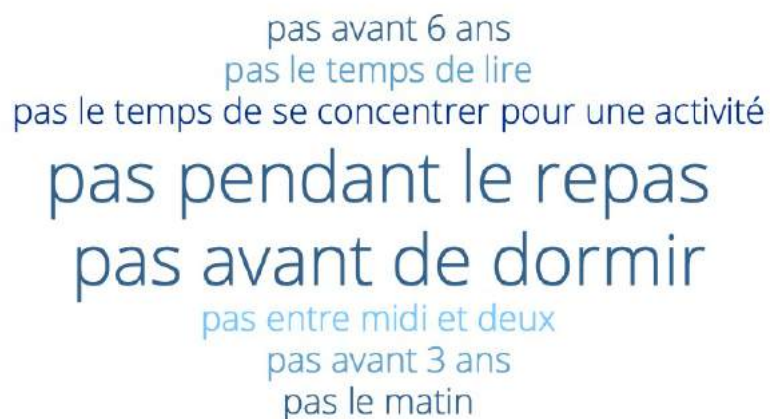 pas avant 6 ans
pas le temps de lire
pas le temps de se concentrer pour une activité
pas pendant le repas
pas avant de dormir
pas entre midi et deux
pas avant 3 ans
pas le matin